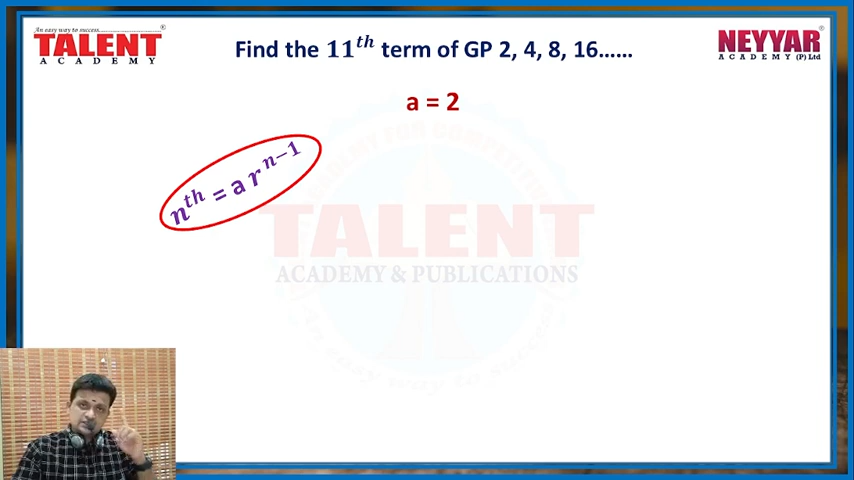 An easy way to success
TALENT
ACADEMY
Find the 11th term of GP 2, 4, 8, 16......
NEYYAR
ACADEMY (P) Ltd
a = 2
nth = a r^n−1
TALENT
ACADEMY & PUBLICATIONS